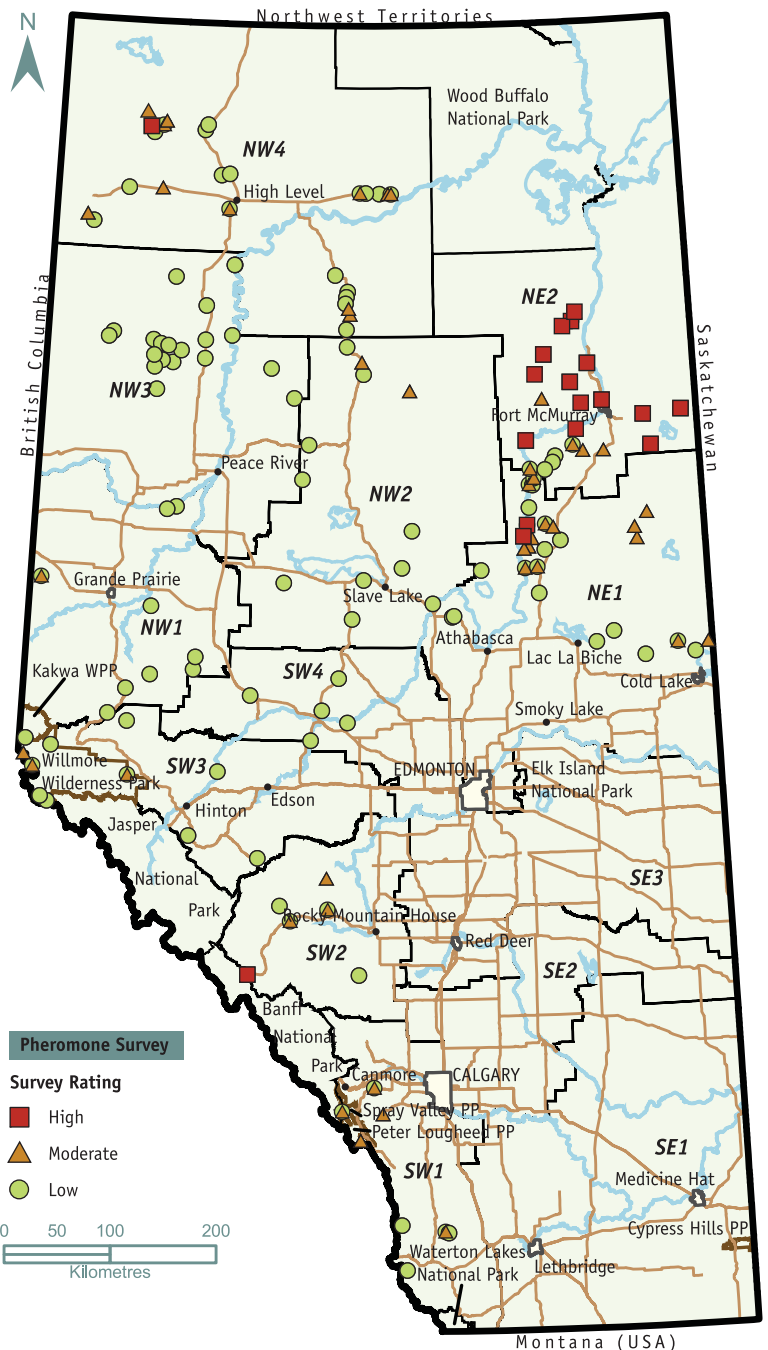 Northwest Territories
N
Wood Buffalo
National Park
NW4
High Level
British Columbia
NE2
Saskatchewan
NW3
Fort McMurray
Peace River
NW2
Grande Prairie
Slave Lake
NE1
NW1
Athabasca
Lac La Biche
Kakwa WPP
SW4
Cold Lake
Smoky Lake
Willmore
Wilderness Park
SW3
EDMONTON
Elk Island
National Park
Edson
Hinton
Jasper
National
Park
SE3
Rocky Mountain House
Red Deer
SW2
SE2
Banff
National
Park
Canmore
CALGARY
Spray Valley PP
Peter Lougheed PP
SW1
SE1
Medicine Hat
Cypress Hills PP
Waterton Lakes
National Park
Lethbridge
Montana (USA)
Pheromone Survey
Survey Rating
High
Moderate
Low
0 50 100 200
Kilometres